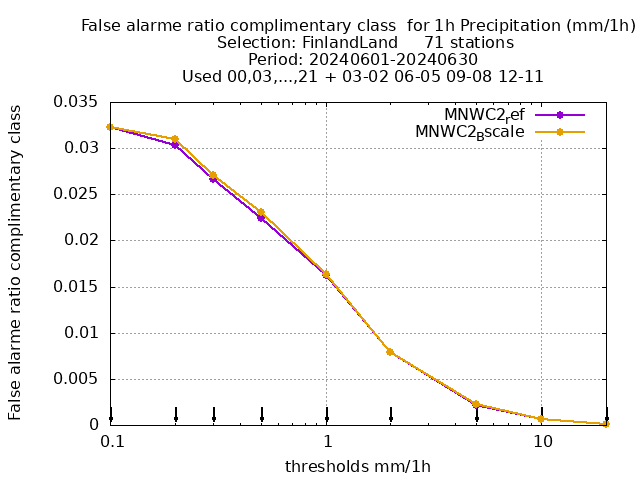 False alarme ratio complimentary class  for 1h Precipitation (mm/1h)
Selection: FinlandLand     71 stations
Period: 20240601-20240630
Used 00,03,...,21 + 03-02 06-05 09-08 12-11
MNWC2ref
MNWC2Bscale
False alarme ratio complimentary class
0.035
0.03
0.025
0.02
0.015
0.01
0.005
0
0.1
1
10
thresholds mm/1h